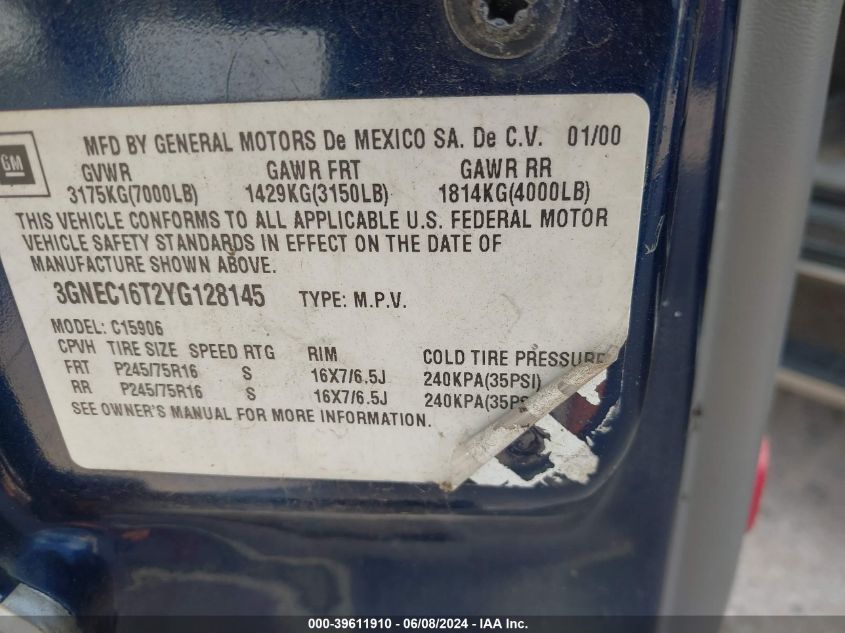 GM
MFD BY GENERAL MOTORS De MEXICO SA. De C.V. 01/00
GVWR GAWR FRT GAWR RR
3175KG(7000LB) 1429KG(3150LB) 1814KG(4000LB)
THIS VEHICLE CONFORMS TO ALL APPLICABLE U.S. FEDERAL MOTOR
VEHICLE SAFETY STANDARDS IN EFFECT ON THE DATE OF
MANUFACTURE SHOWN ABOVE.
3GNEC16T2YG128145 TYPE: M.P.V.
MODEL: C15906
CPVH TIRE SIZE SPEED RTG RIM COLD TIRE PRESSURE
FRT P245/75R16 S 16X7/6.5J 240KPA(35PSI)
RR P245/75R16 S 16X7/6.5J 240KPA(35PS
SEE OWNER'S MANUAL FOR MORE INFORMATION.
000-39611910 - 06/08/2024 - IAA Inc.